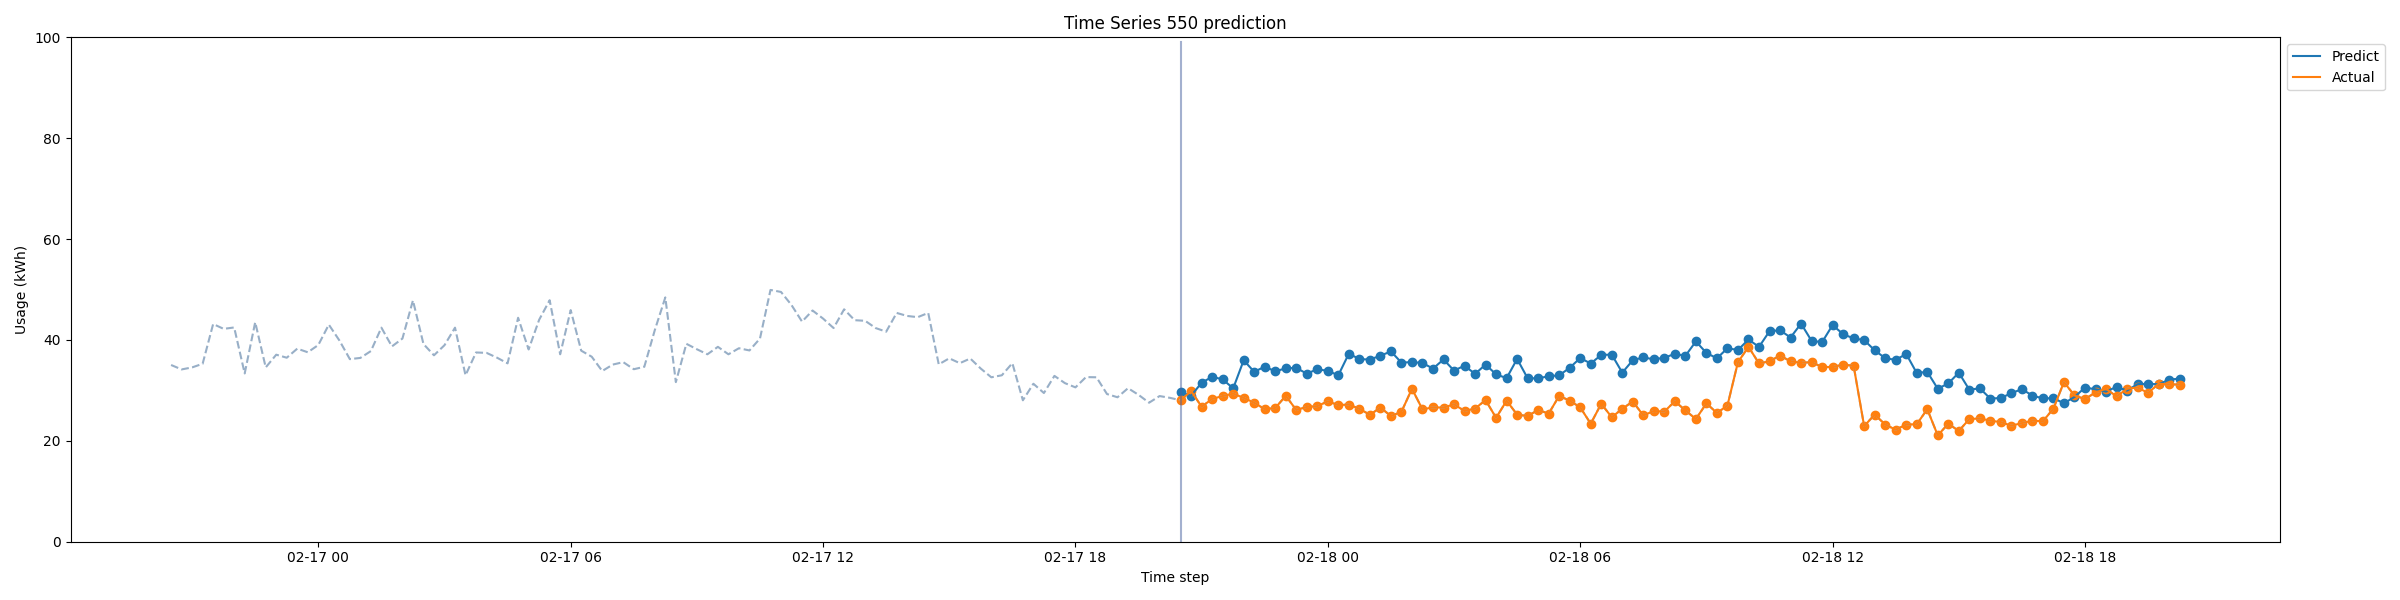 Time Series 550 prediction
Predict
Actual
Usage (kWh)
100
80
60
40
20
0
02-17 00
02-17 06
02-17 12
02-17 18
02-18 00
02-18 06
02-18 12
02-18 18
Time step